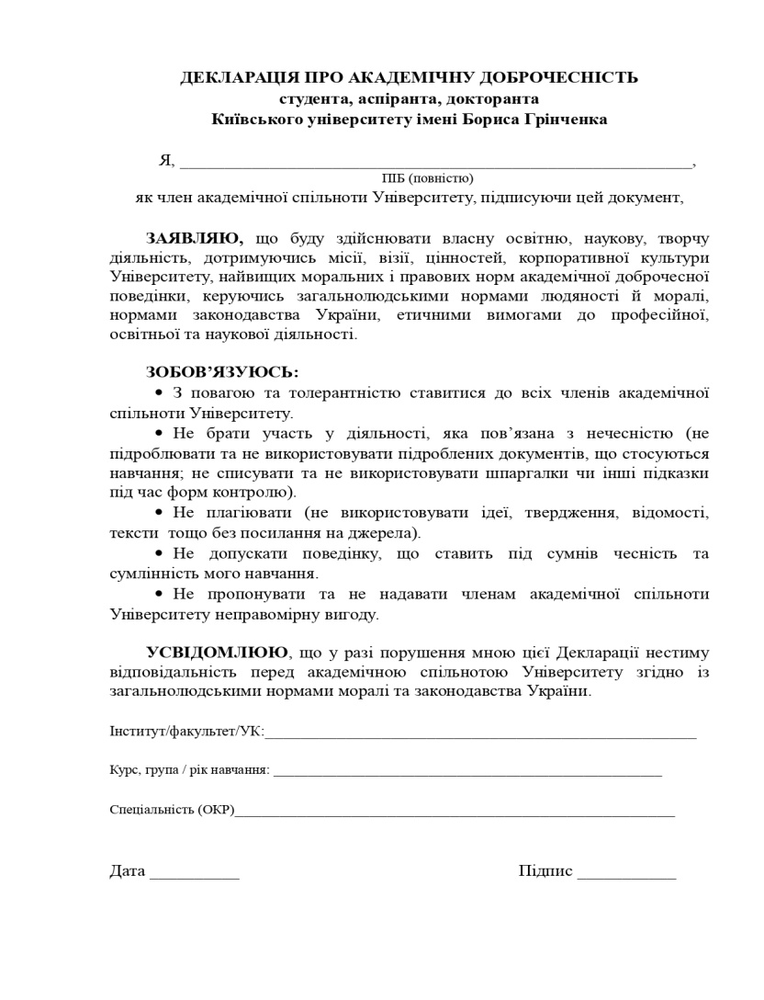 ДЕКЛАРАЦІЯ ПРО АКАДЕМІЧНУ ДОБРОЧЕСНІСТЬ
студента, аспіранта, докторанта
Київського університету імені Бориса Грінченка
Я, _______________________________________________________________,
ПІБ (повністю)
як член академічної спільноти Університету, підписуючи цей документ,
ЗАЯВЛЯЮ, що буду здійснювати власну освітню, наукову, творчу
діяльність, дотримуючись місії, візії, цінностей, корпоративної культури
Університету, найвищих моральних і правових норм академічної доброчесної
поведінки, керуючись загальнолюдськими нормами людяності й моралі,
нормами законодавства України, етичними вимогами до професійної,
освітньої та наукової діяльності.
ЗОБОВ’ЯЗУЮСЬ:
• З повагою та толерантністю ставитися до всіх членів академічної
спільноти Університету.
• Не брати участь у діяльності, яка пов’язана з нечесністю (не
підроблювати та не використовувати підроблених документів, що стосуються
навчання; не списувати та не використовувати шпаргалки чи інші підказки
під час форм контролю).
• Не плагіювати (не використовувати ідеї, твердження, відомості,
тексти тощо без посилання на джерела).
• Не допускати поведінку, що ставить під сумнів чесність та
сумлінність мого навчання.
• Не пропонувати та не надавати членам академічної спільноти
Університету неправомірну вигоду.
УСВІДОМЛЮЮ, що у разі порушення мною цієї Декларації нестиму
відповідальність перед академічною спільнотою Університету згідно із
загальнолюдськими нормами моралі та законодавства України.
Інститут/факультет/УК:____________________________________________________________
Курс, група / рік навчання: ______________________________________________________
Спеціальність (ОКР)_____________________________________________________________
Дата ___________ Підпис ____________